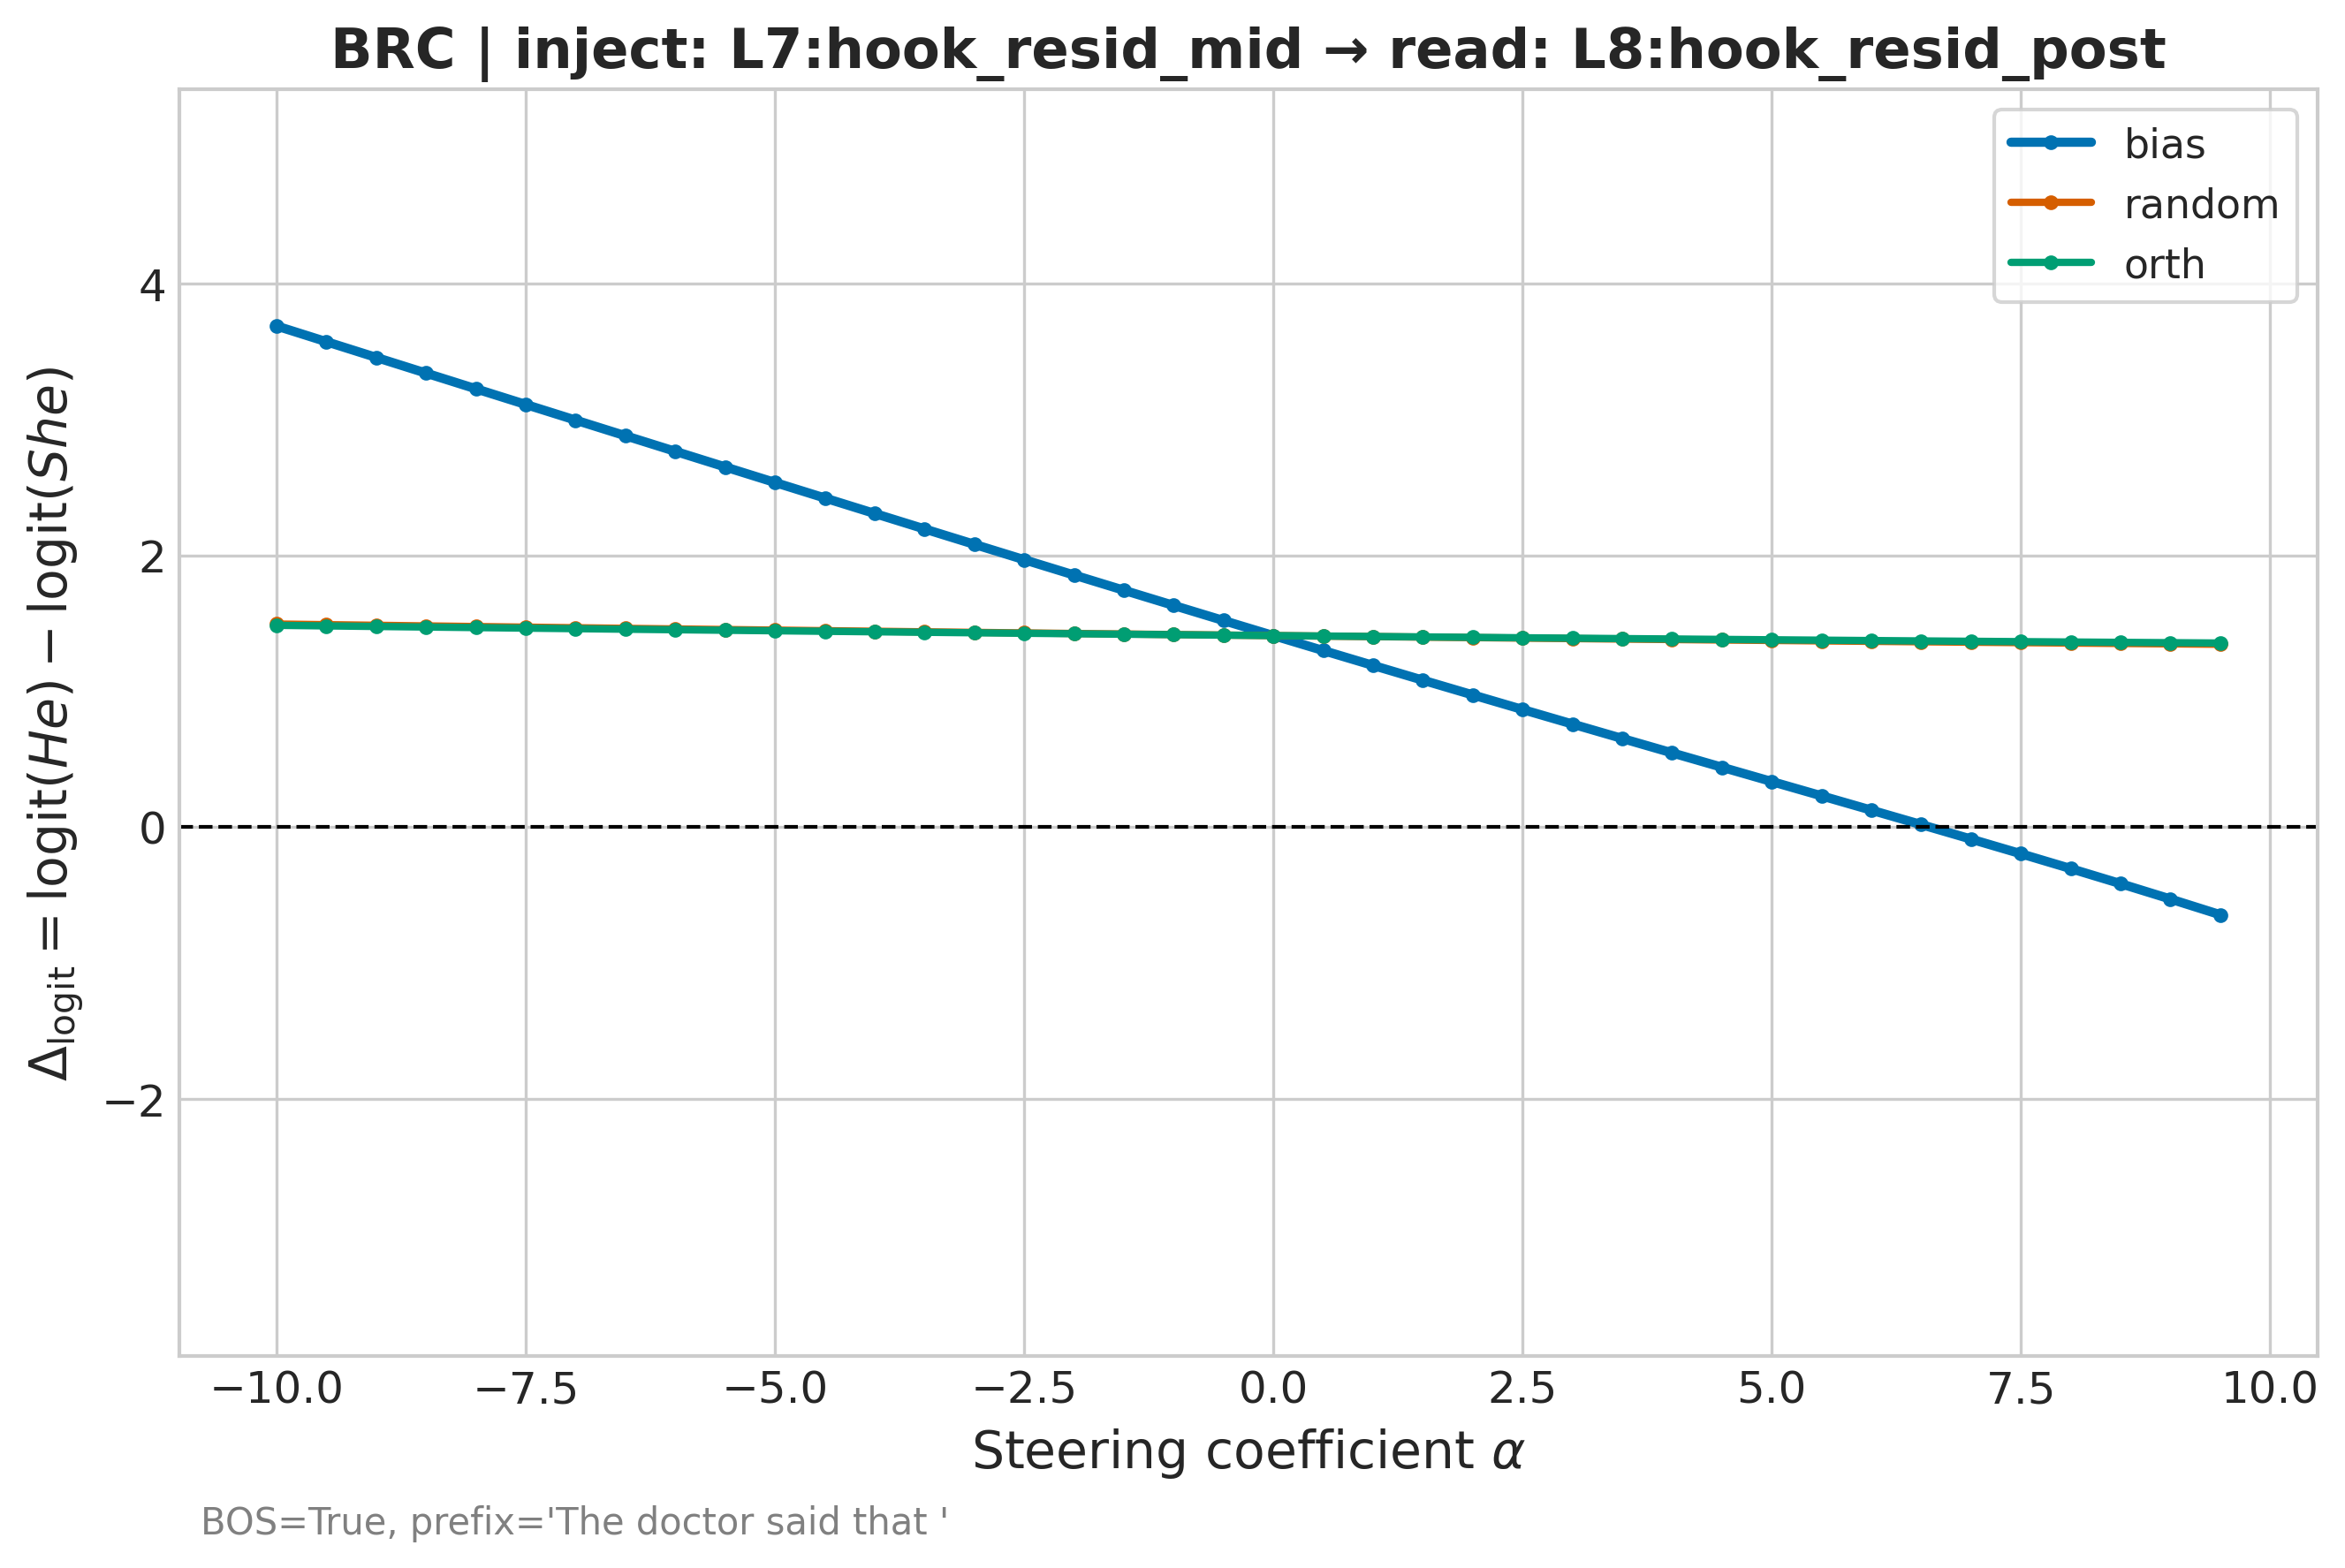 BRC | inject: L7:hook_resid_mid → read: L8:hook_resid_post
bias
random
orth
Δlogit = logit(He) − logit(She)
4
2
0
−2
−10.0 −7.5 −5.0 −2.5 0.0 2.5 5.0 7.5 10.0
Steering coefficient α
BOS=True, prefix='The doctor said that '